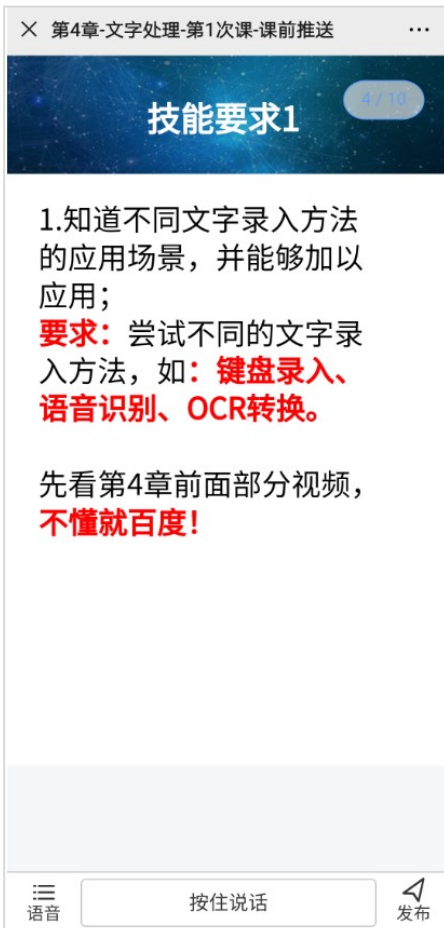 第4章-文字处理-第1次课-课前推送
4 / 10
技能要求1
1.知道不同文字录入方法
的应用场景，并能够加以
应用；
要求：尝试不同的文字录
入方法，如：键盘录入、
语音识别、OCR转换。
先看第4章前面部分视频，
不懂就百度！
语音
按住说话
发布